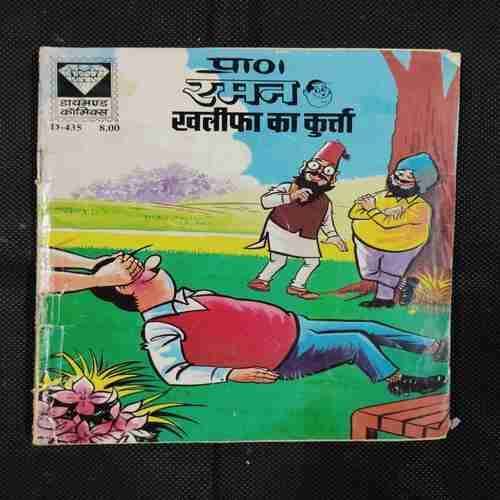 डायमण्ड
कॉमिक्स
D-435 8.00
प्राण
रमन
खलीफा का कुर्त्ता